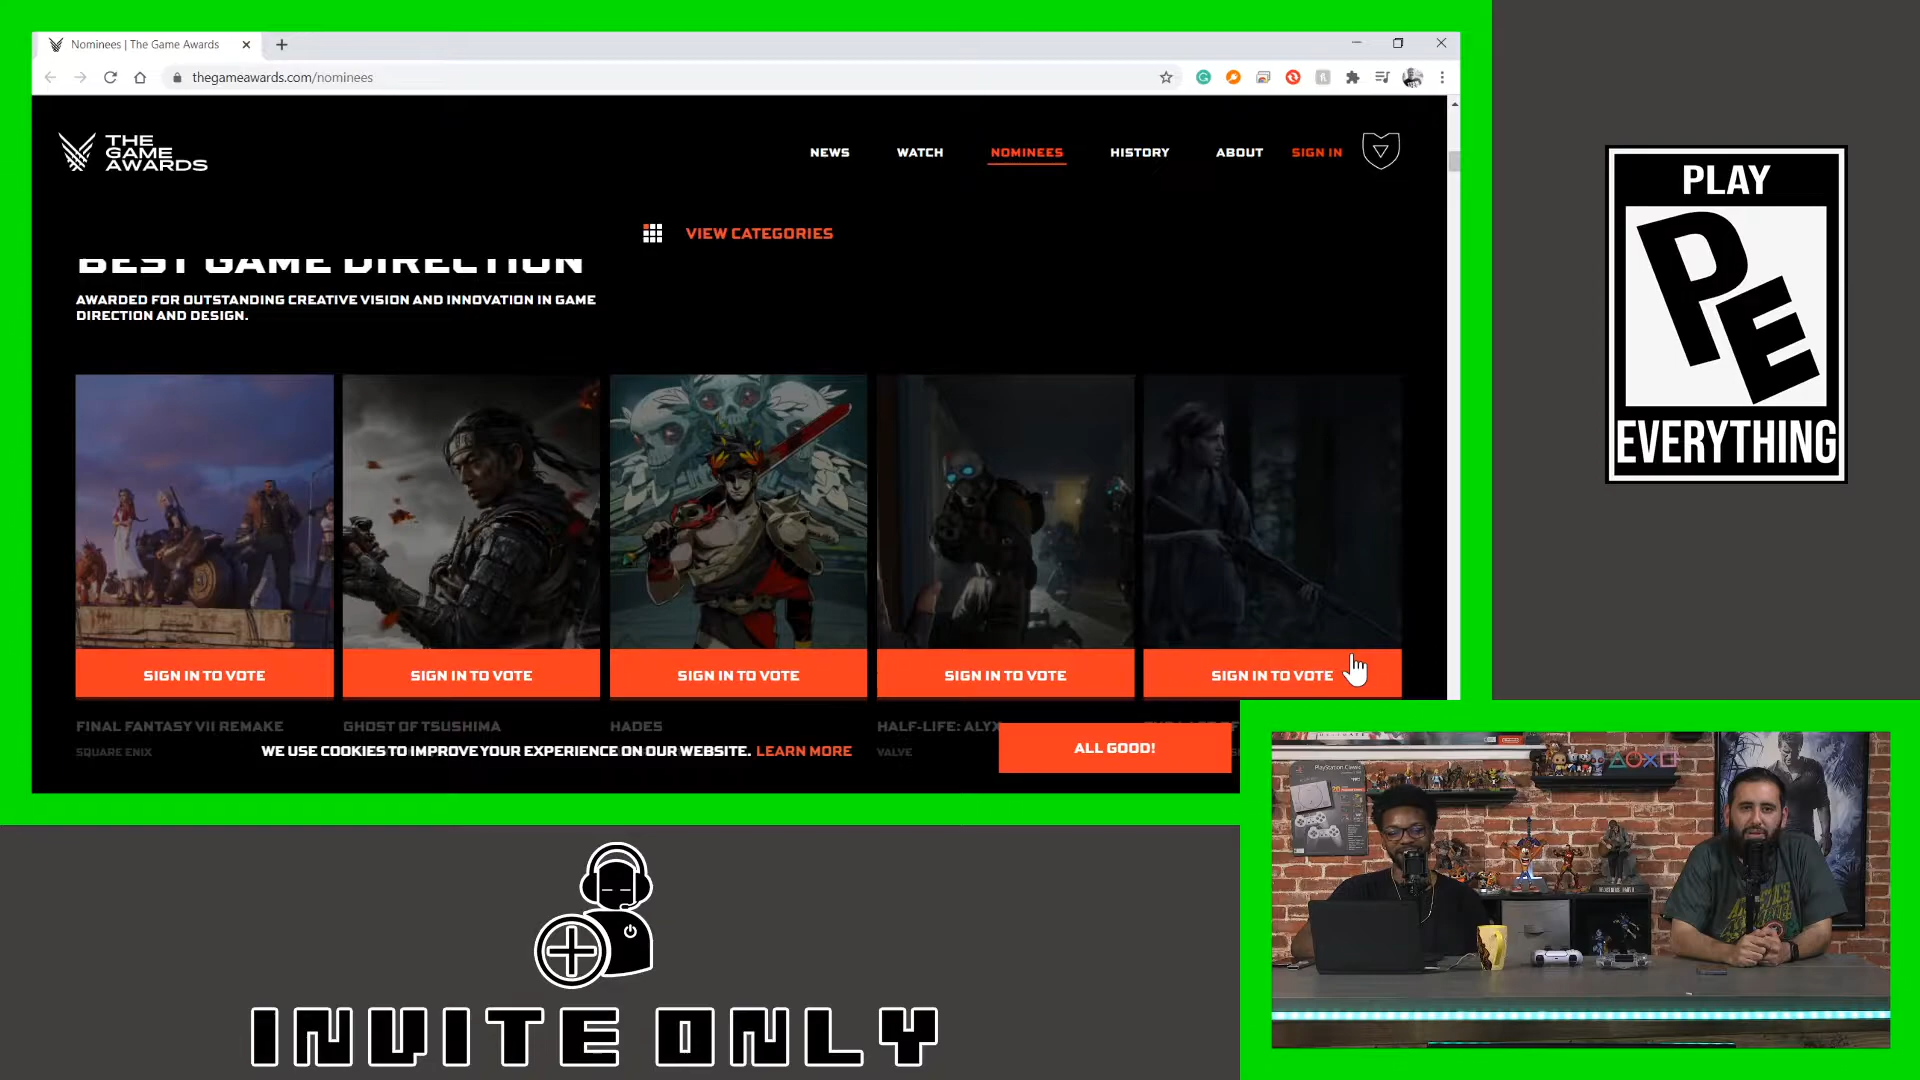 Nominees | The Game Awards
thegameawards.com/nominees
THE
GAME
AWARDS
NEWS
WATCH
NOMINEES
HISTORY
ABOUT
SIGN IN
VIEW CATEGORIES
BEST GAME DIRECTION
AWARDED FOR OUTSTANDING CREATIVE VISION AND INNOVATION IN GAME
DIRECTION AND DESIGN.
SIGN IN TO VOTE
SIGN IN TO VOTE
SIGN IN TO VOTE
SIGN IN TO VOTE
SIGN IN TO VOTE
FINAL FANTASY VII REMAKE
GHOST OF TSUSHIMA
HADES
HALF-LIFE: ALYX
SQUARE ENIX
VALVE
WE USE COOKIES TO IMPROVE YOUR EXPERIENCE ON OUR WEBSITE. LEARN MORE
ALL GOOD!
PLAY
PE
EVERYTHING
PlayStation Classic
INVITE ONLY